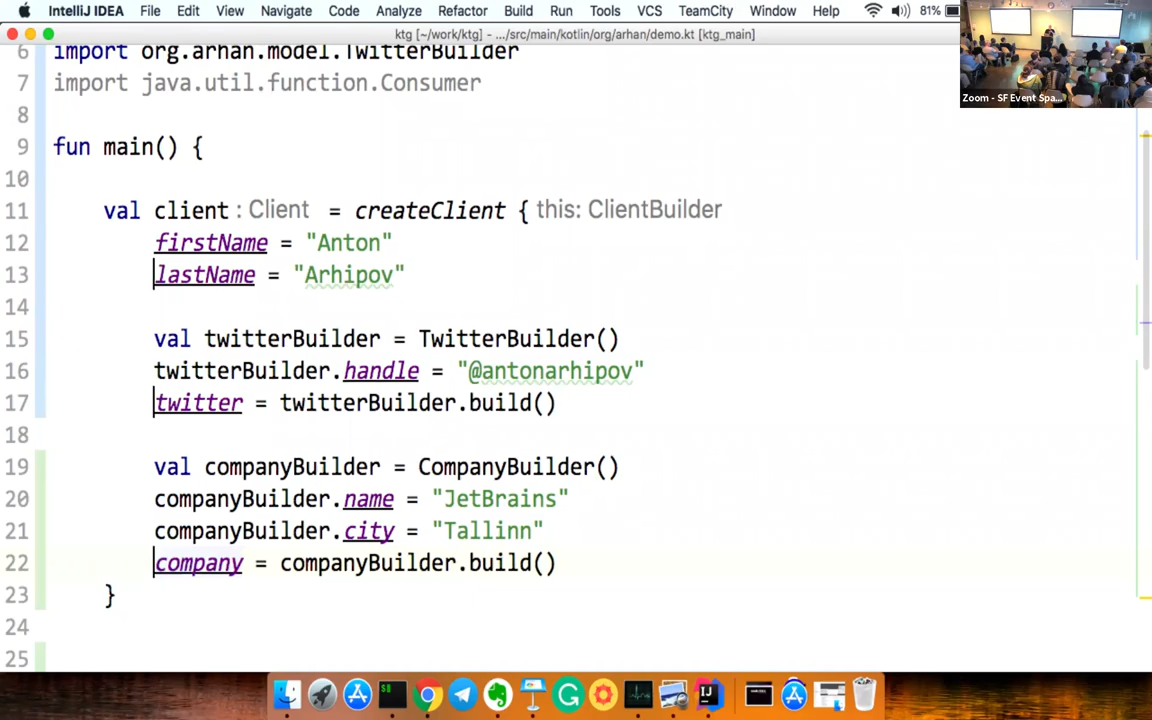 IntelliJ IDEA File Edit View Navigate Code Analyze Refactor Build Run Tools VCS TeamCity Window Help 81%
ktg [~/work/ktg] - .../src/main/kotlin/org/arhan/demo.kt [ktg_main]
Zoom - SF Event Spa...
6 import org.arhan.model.TwitterBuilder
7 import java.util.function.Consumer
8
9 fun main() {
10
11 val client : Client = createClient { this: ClientBuilder
12 firstName = "Anton"
13 lastName = "Arhipov"
14
15 val twitterBuilder = TwitterBuilder()
16 twitterBuilder.handle = "@antonarhipov"
17 twitter = twitterBuilder.build()
18
19 val companyBuilder = CompanyBuilder()
20 companyBuilder.name = "JetBrains"
21 companyBuilder.city = "Tallinn"
22 company = companyBuilder.build()
23 }
24
25